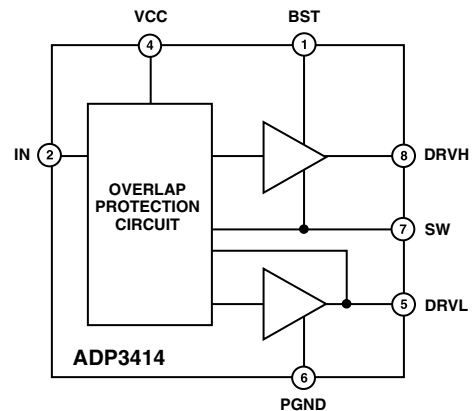 VCC
BST
4
1
IN
2
8
DRVH
OVERLAP
PROTECTION
CIRCUIT
7
SW
5
DRVL
ADP3414
6
PGND